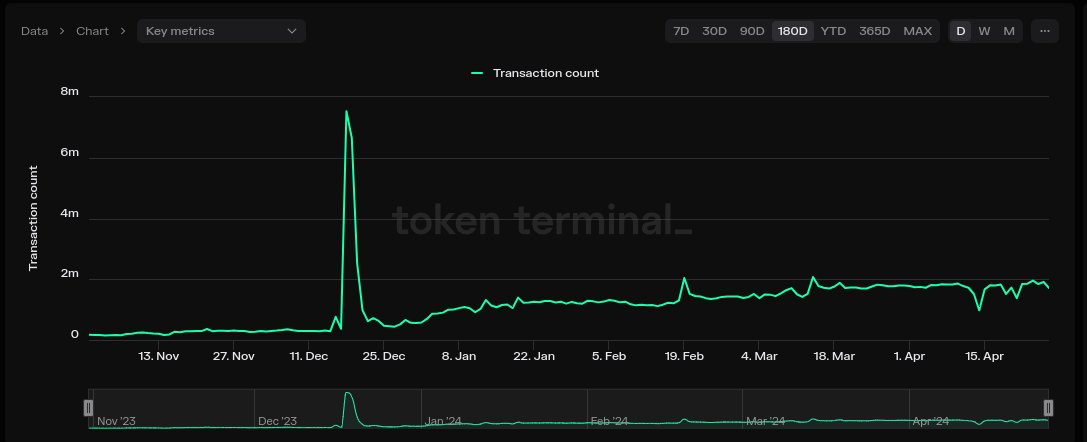 Data > Chart > Key metrics
7D 30D 90D 180D YTD 365D MAX D W M ...
Transaction count
8m
6m
4m
2m
0
Transaction count
token terminal_
13. Nov 27. Nov 11. Dec 25. Dec 8. Jan 22. Jan 5. Feb 19. Feb 4. Mar 18. Mar 1. Apr 15. Apr
Nov '23 Dec '23 Jan '24 Feb '24 Mar '24 Apr '24